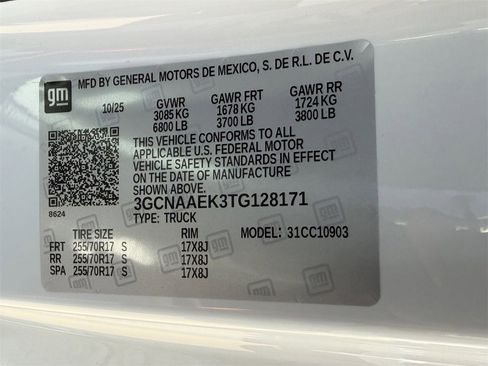 MFD BY GENERAL MOTORS DE MEXICO, S. DE R.L. DE C.V.
gm
10/25 GVWR GAWR FRT GAWR RR
3085 KG 1678 KG 1724 KG
6800 LB 3700 LB 3800 LB
THIS VEHICLE CONFORMS TO ALL
APPLICABLE U.S. FEDERAL MOTOR
VEHICLE SAFETY STANDARDS IN EFFECT
ON THE DATE OF MANUFACTURE
SHOWN ABOVE.
3GCNAAEK3TG128171
8624
TYPE: TRUCK
TIRE SIZE RIM MODEL: 31CC10903
FRT 255/70R17 S 17X8J
RR 255/70R17 S 17X8J
SPA 255/70R17 S 17X8J